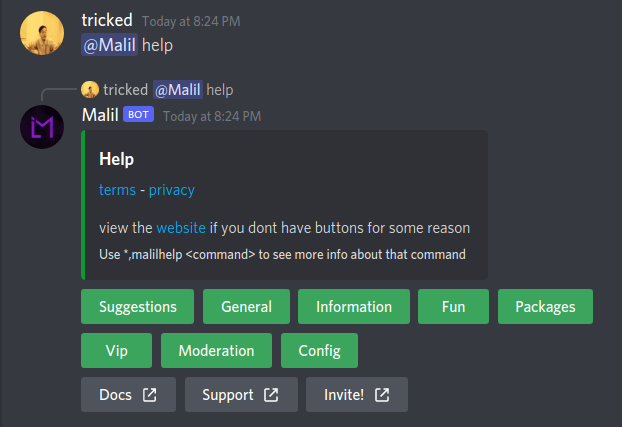 tricked Today at 8:24 PM
@Malil help
tricked @Malil help
Malil BOT Today at 8:24 PM
Help
terms - privacy
view the website if you dont have buttons for some reason
Use *,malilhelp <command> to see more info about that command
Suggestions General Information Fun Packages
Vip Moderation Config
Docs Support Invite!